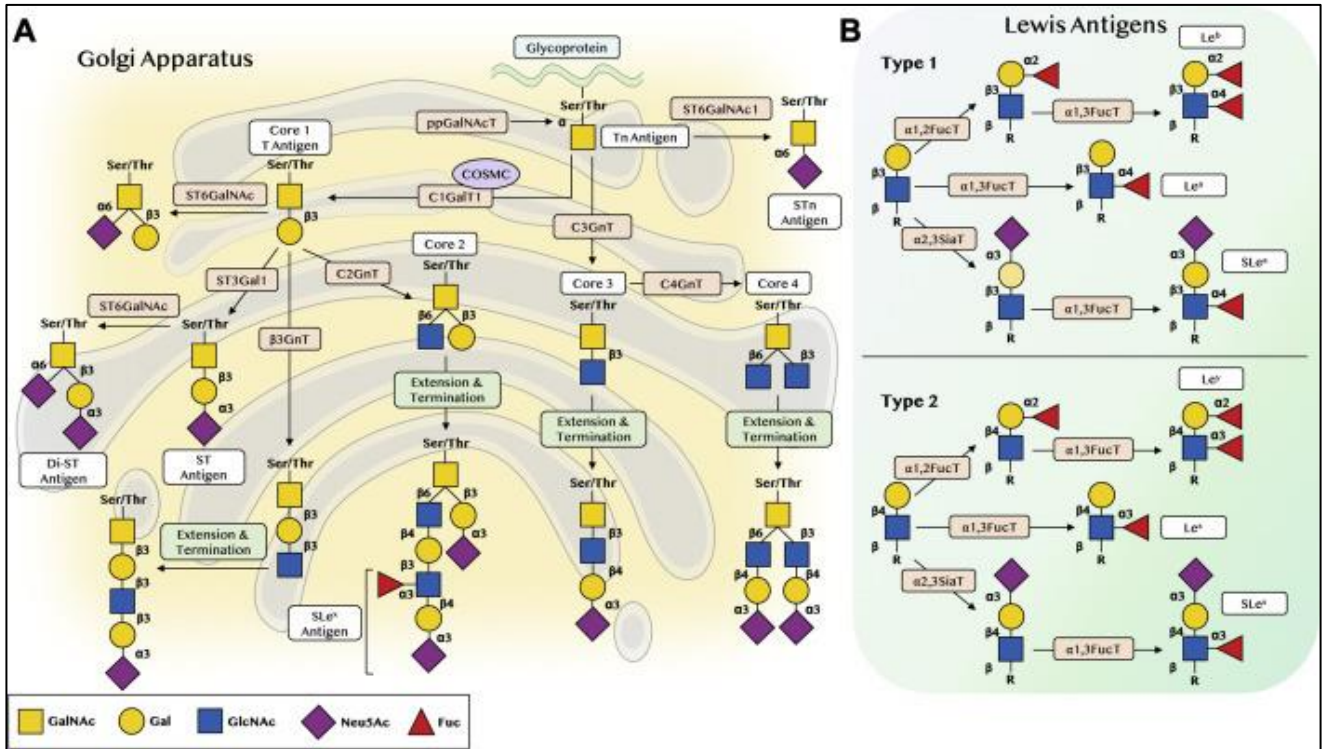 A
Golgi Apparatus
Glycoprotein
Ser/Thr
α
Tn Antigen
ppGalNAcT
ST6GalNAc1
Ser/Thr
α6
STn
Antigen
Core 1
T Antigen
Ser/Thr
β3
COSMC
C1GalT1
C3GnT
ST6GalNAc
Ser/Thr
α6
β3
ST3Gal1
C2GnT
β3GnT
ST6GalNAc
Ser/Thr
α6
β3
α3
Di-ST
Antigen
Ser/Thr
β3
α3
ST
Antigen
Core 2
Ser/Thr
β6
β3
Extension &
Termination
Core 3
Ser/Thr
β3
C4GnT
Core 4
Ser/Thr
β6
β3
Extension &
Termination
Extension &
Termination
Ser/Thr
β3
β3
Extension &
Termination
Ser/Thr
β3
β3
β3
α3
Ser/Thr
β6
β3
β4
α3
β3
α3
β4
α3
SLeˣ
Antigen
Ser/Thr
β3
β4
α3
Ser/Thr
β6
β3
β4
β4
α3
α3
GalNAc
Gal
GlcNAc
Neu5Ac
Fuc
B
Lewis Antigens
Type 1
β3
β
R
α1,2FucT
α2
β3
β
R
α1,3FucT
Leᵇ
α2
β3
α4
β
R
α1,3FucT
β3
α4
β
R
Leᵃ
α2,3SiaT
α3
β3
β
R
α1,3FucT
α3
β3
α4
β
R
SLeᵃ
Type 2
β4
β
R
α1,2FucT
α2
β4
β
R
α1,3FucT
Leʸ
α2
β4
α3
β
R
α1,3FucT
β4
α3
β
R
Leˣ
α2,3SiaT
α3
β4
β
R
α1,3FucT
α3
β4
α3
β
R
SLeˣ